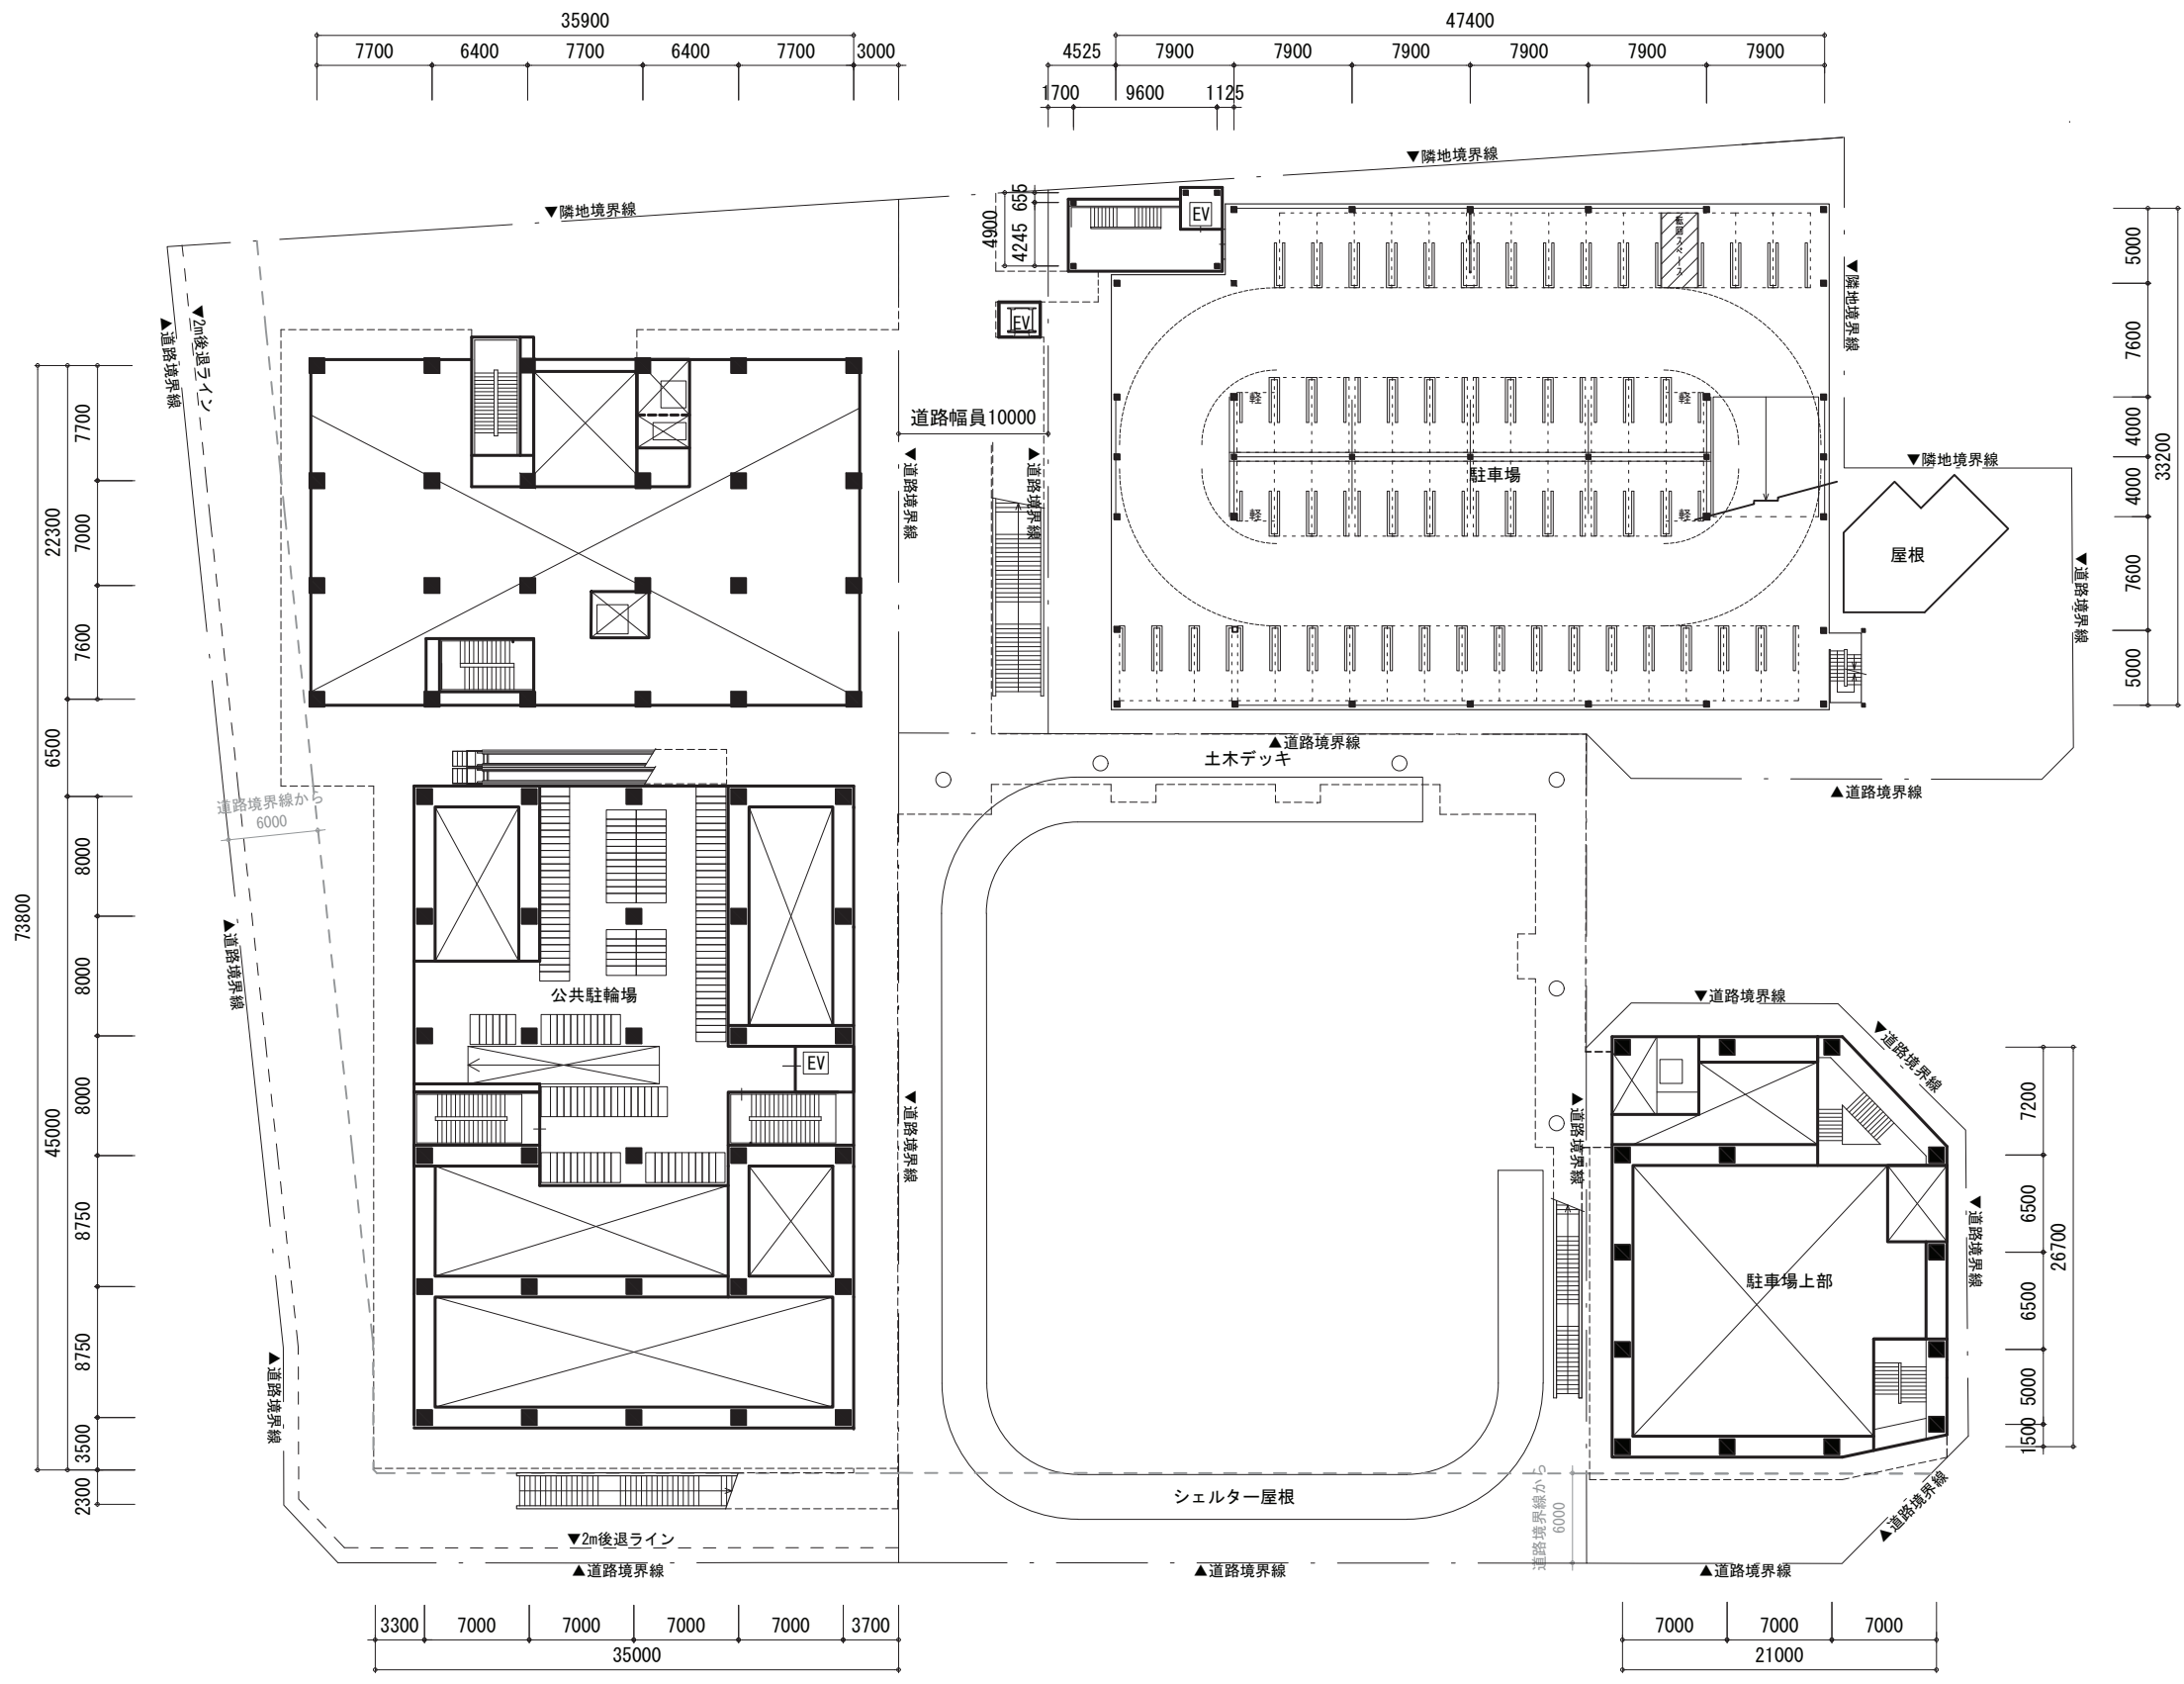 35900
7700 6400 7700 6400 7700 3000
47400
4525 7900 7900 7900 7900 7900 7900
1700 9600 1125
▼隣地境界線
▼隣地境界線
4900 4245 655
EV
EV
▼道路境界線
▼2m後退ライン
▼隣地境界線
5000
7600
4000
4000
7600
5000
33200
道路幅員10000
▼道路境界線
▼道路境界線
軽
軽
駐車場
軽
軽
▼隣地境界線
屋根
▼道路境界線
7700
7000
7600
22300
6500
73800
▲道路境界線
土木デッキ
▲道路境界線
道路境界線から
6000
8000
8000
8000
8750
8750
3500
2300
45000
▼道路境界線
公共駐輪場
EV
▼道路境界線
▼道路境界線
▼道路境界線
▼道路境界線
▼道路境界線
駐車場上部
7200
6500
6500
5000
1500
26700
▼道路境界線
シェルター屋根
道路境界線から
6000
▲道路境界線
▼2m後退ライン
▲道路境界線
▲道路境界線
▲道路境界線
3300 7000 7000 7000 7000 3700
35000
7000 7000 7000
21000